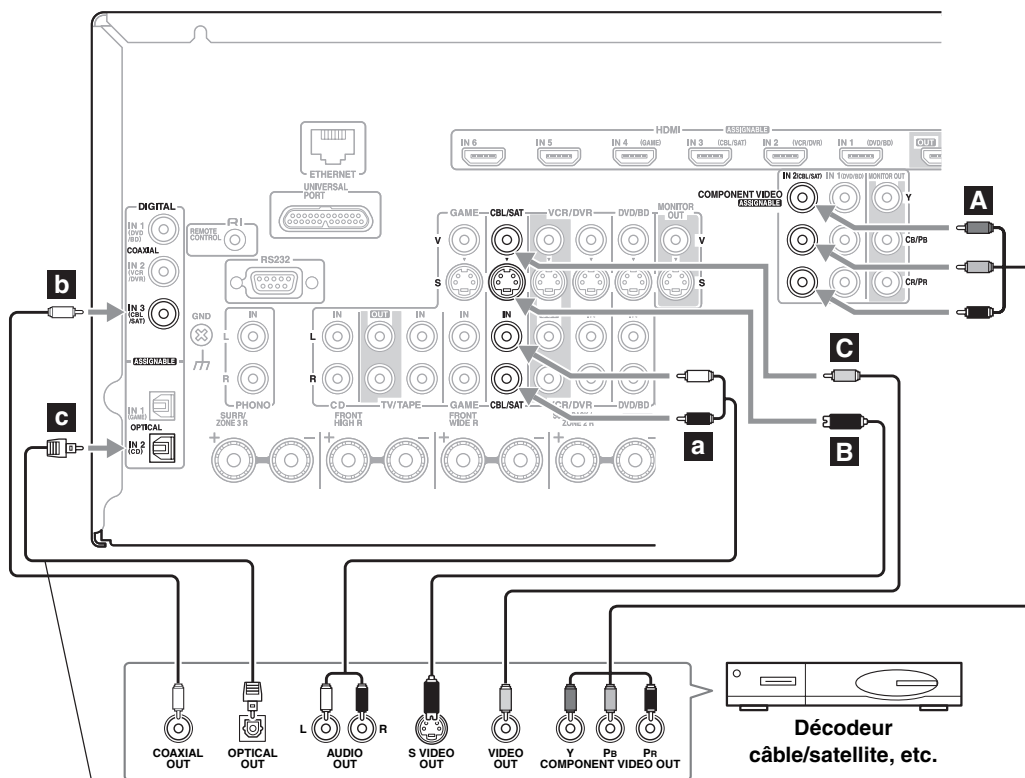 HDMI ASSIGNABLE
IN 6 IN 5 IN 4 (GAME) IN 3 (CBL/SAT) IN 2 (VCR/DVR) IN 1 (DVD/BD) OUT
ETHERNET
UNIVERSAL
PORT
IN 2(CBL/SAT) IN 1(DVD/BD) MONITOR OUT
COMPONENT VIDEO
ASSIGNABLE
Y
CB/PB
CR/PR
A
DIGITAL
IN 1
(DVD
/BD)
COAXIAL
IN 2
(VCR
/DVR)
IN 3
(CBL
/SAT)
ASSIGNABLE
IN 1
(GAME)
OPTICAL
IN 2
(CD)
b
c
RI
REMOTE
CONTROL
RS232
GND
GAME CBL/SAT VCR/DVR DVD/BD MONITOR
OUT
V V
S S
IN IN OUT IN IN IN IN IN
L L
R R
PHONO CD TV/TAPE GAME CBL/SAT VCR/DVR DVD/BD
SURR/
ZONE 3 R
FRONT
HIGH R
FRONT
WIDE R
ZONE 2 R
+ − + − + − + −
a
C
B
COAXIAL
OUT
OPTICAL
OUT
L R
AUDIO
OUT
S VIDEO
OUT
VIDEO
OUT
Y PB PR
COMPONENT VIDEO OUT
Décodeur
câble/satellite, etc.